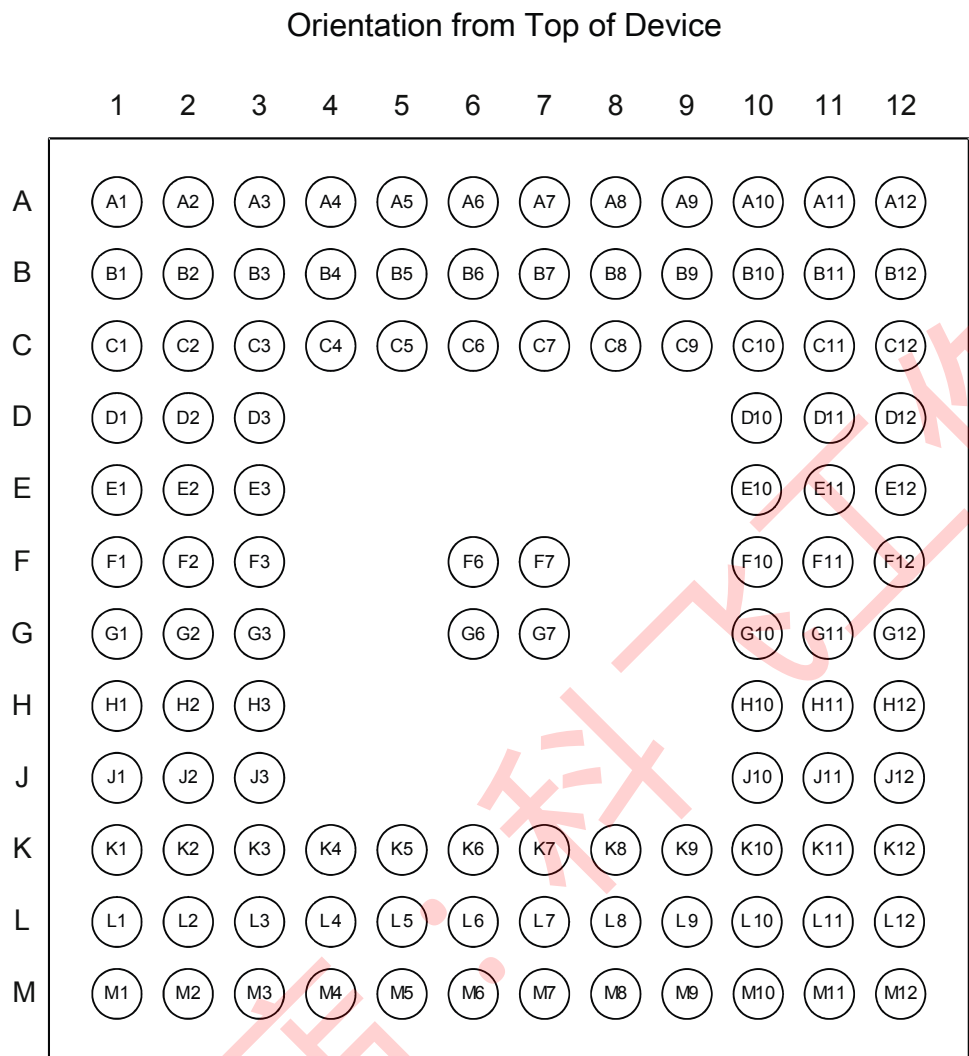 Orientation from Top of Device
1 2 3 4 5 6 7 8 9 10 11 12
A A1 A2 A3 A4 A5 A6 A7 A8 A9 A10 A11 A12
B B1 B2 B3 B4 B5 B6 B7 B8 B9 B10 B11 B12
C C1 C2 C3 C4 C5 C6 C7 C8 C9 C10 C11 C12
D D1 D2 D3 D10 D11 D12
E E1 E2 E3 E10 E11 E12
F F1 F2 F3 F6 F7 F10 F11 F12
G G1 G2 G3 G6 G7 G10 G11 G12
H H1 H2 H3 H10 H11 H12
J J1 J2 J3 J10 J11 J12
K K1 K2 K3 K4 K5 K6 K7 K8 K9 K10 K11 K12
L L1 L2 L3 L4 L5 L6 L7 L8 L9 L10 L11 L12
M M1 M2 M3 M4 M5 M6 M7 M8 M9 M10 M11 M12
：科飞工